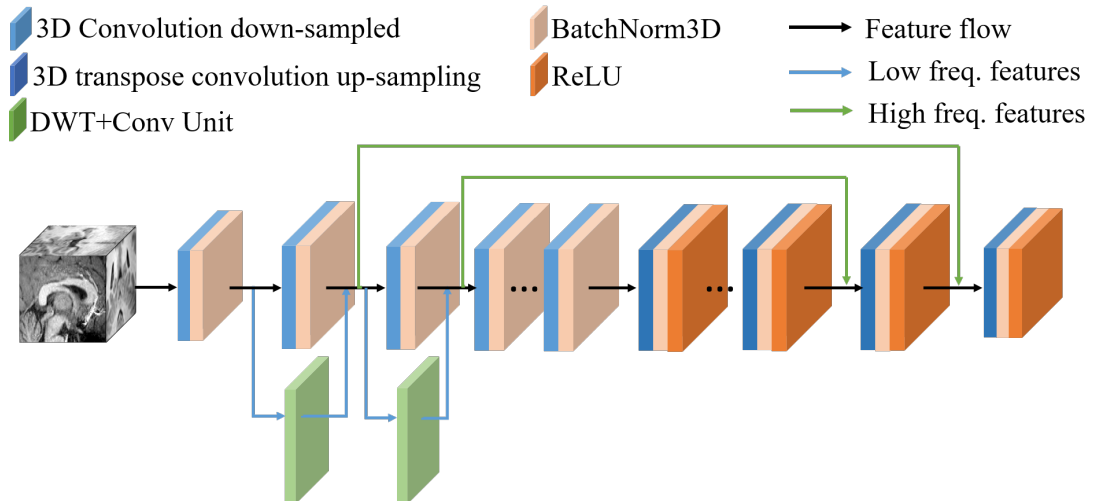 3D Convolution down-sampled
BatchNorm3D
Feature flow
3D transpose convolution up-sampling
ReLU
Low freq. features
DWT+Conv Unit
High freq. features
...
...